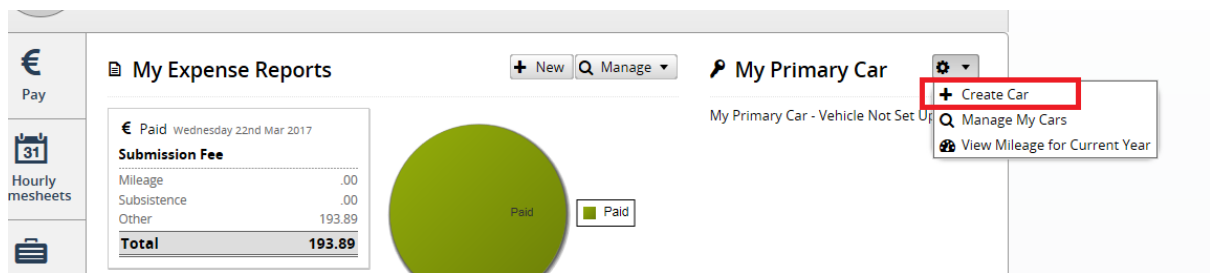 €
Pay
31
Hourly
mesheets
My Expense Reports
+ New
Manage
€ Paid Wednesday 22nd Mar 2017
Submission Fee
Mileage .00
Subsistence .00
Other 193.89
Total 193.89
Paid
Paid
My Primary Car
My Primary Car - Vehicle Not Set Up
+ Create Car
Manage My Cars
View Mileage for Current Year